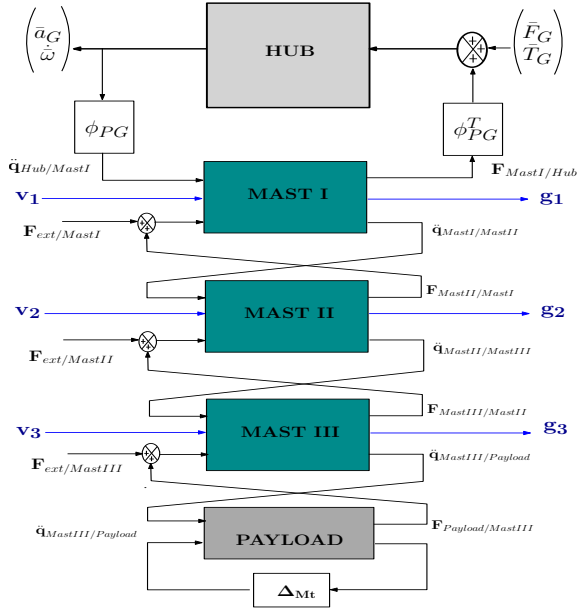 (ā_G ω̄̇)
HUB
(F̄_G T̄_G)
+ + +
ϕ_PG
ϕ^T_PG
q̈_Hub/MastI
F_MastI/Hub
v₁
MAST I
g₁
F_ext/MastI
+ +
q̈_MastI/MastII
F_MastII/MastI
v₂
MAST II
g₂
F_ext/MastII
+ +
q̈_MastII/MastIII
F_MastIII/MastII
v₃
MAST III
g₃
F_ext/MastIII
+ +
q̈_MastIII/Payload
q̈_MastIII/Payload
F_Payload/MastIII
PAYLOAD
Δ_Mt